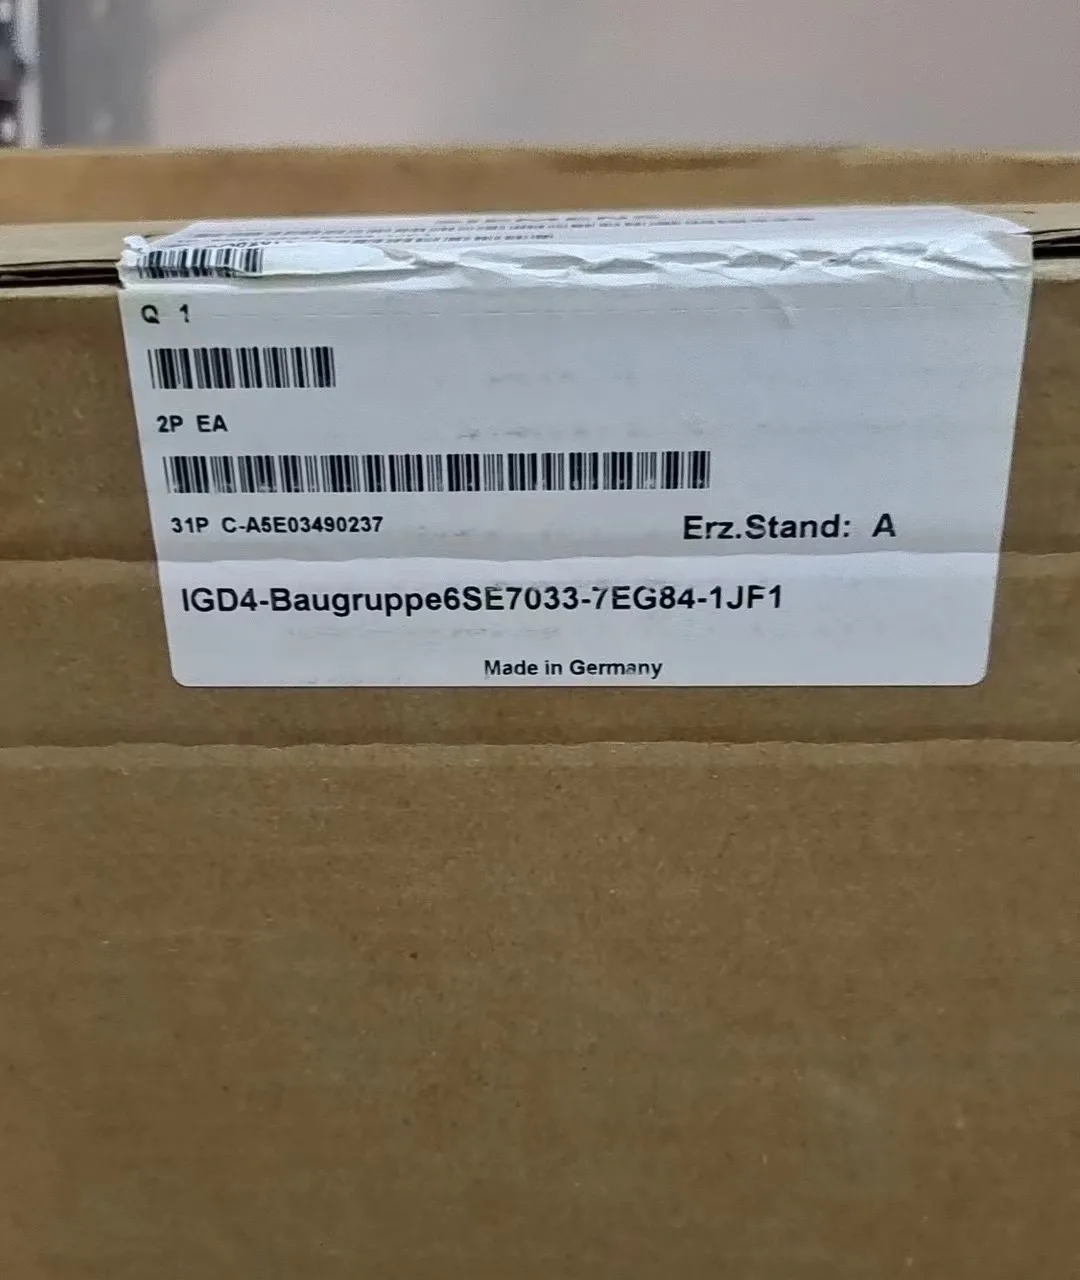 Q 1
2P EA
31P C-A5E03490237
Erz.Stand: A
IGD4-Baugruppe6SE7033-7EG84-1JF1
Made in Germany